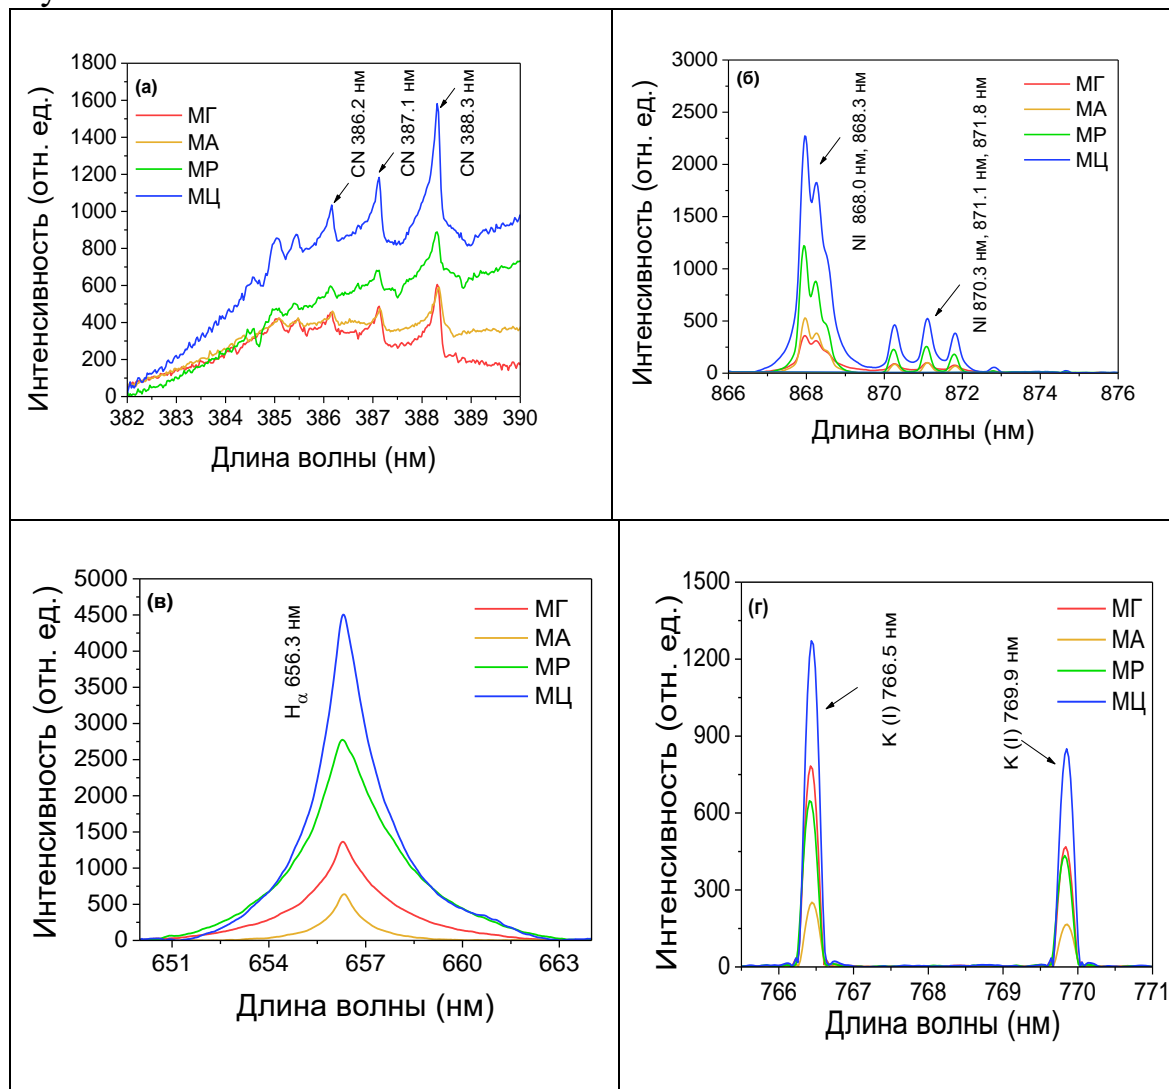 (а)
Интенсивность (отн. ед.)
1800
1600
1400
1200
1000
800
600
400
200
0
МГ
МА
МР
МЦ
CN 386.2 нм
CN 387.1 нм
CN 388.3 нм
382 383 384 385 386 387 388 389 390
Длина волны (нм)
(б)
Интенсивность (отн. ед.)
3000
2500
2000
1500
1000
500
0
МГ
МА
МР
МЦ
NI 868.0 нм, 868.3 нм
NI 870.3 нм, 871.1 нм, 871.8 нм
866 868 870 872 874 876
Длина волны (нм)
(в)
Интенсивность (отн. ед.)
5000
4500
4000
3500
3000
2500
2000
1500
1000
500
0
МГ
МА
МР
МЦ
Hα 656.3 нм
651 654 657 660 663
Длина волны (нм)
(г)
Интенсивность (отн. ед.)
1500
1200
900
600
300
0
МГ
МА
МР
МЦ
K (I) 766.5 нм
K (I) 769.9 нм
766 767 768 769 770 771
Длина волны (нм)